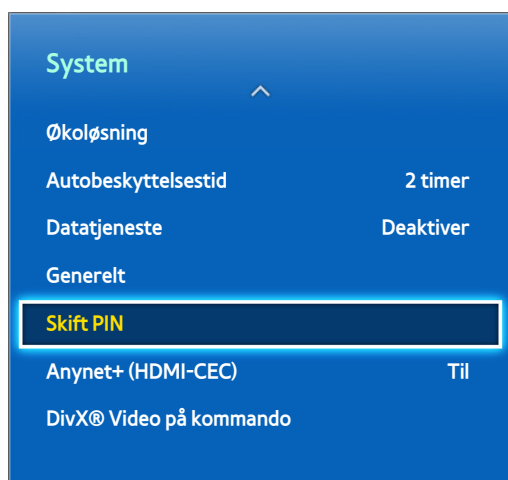 System
Økoløsning
Autobeskyttelsestid 2 timer
Datatjeneste Deaktiver
Generelt
Skift PIN
Anynet+ (HDMI-CEC) Til
DivX® Video på kommando